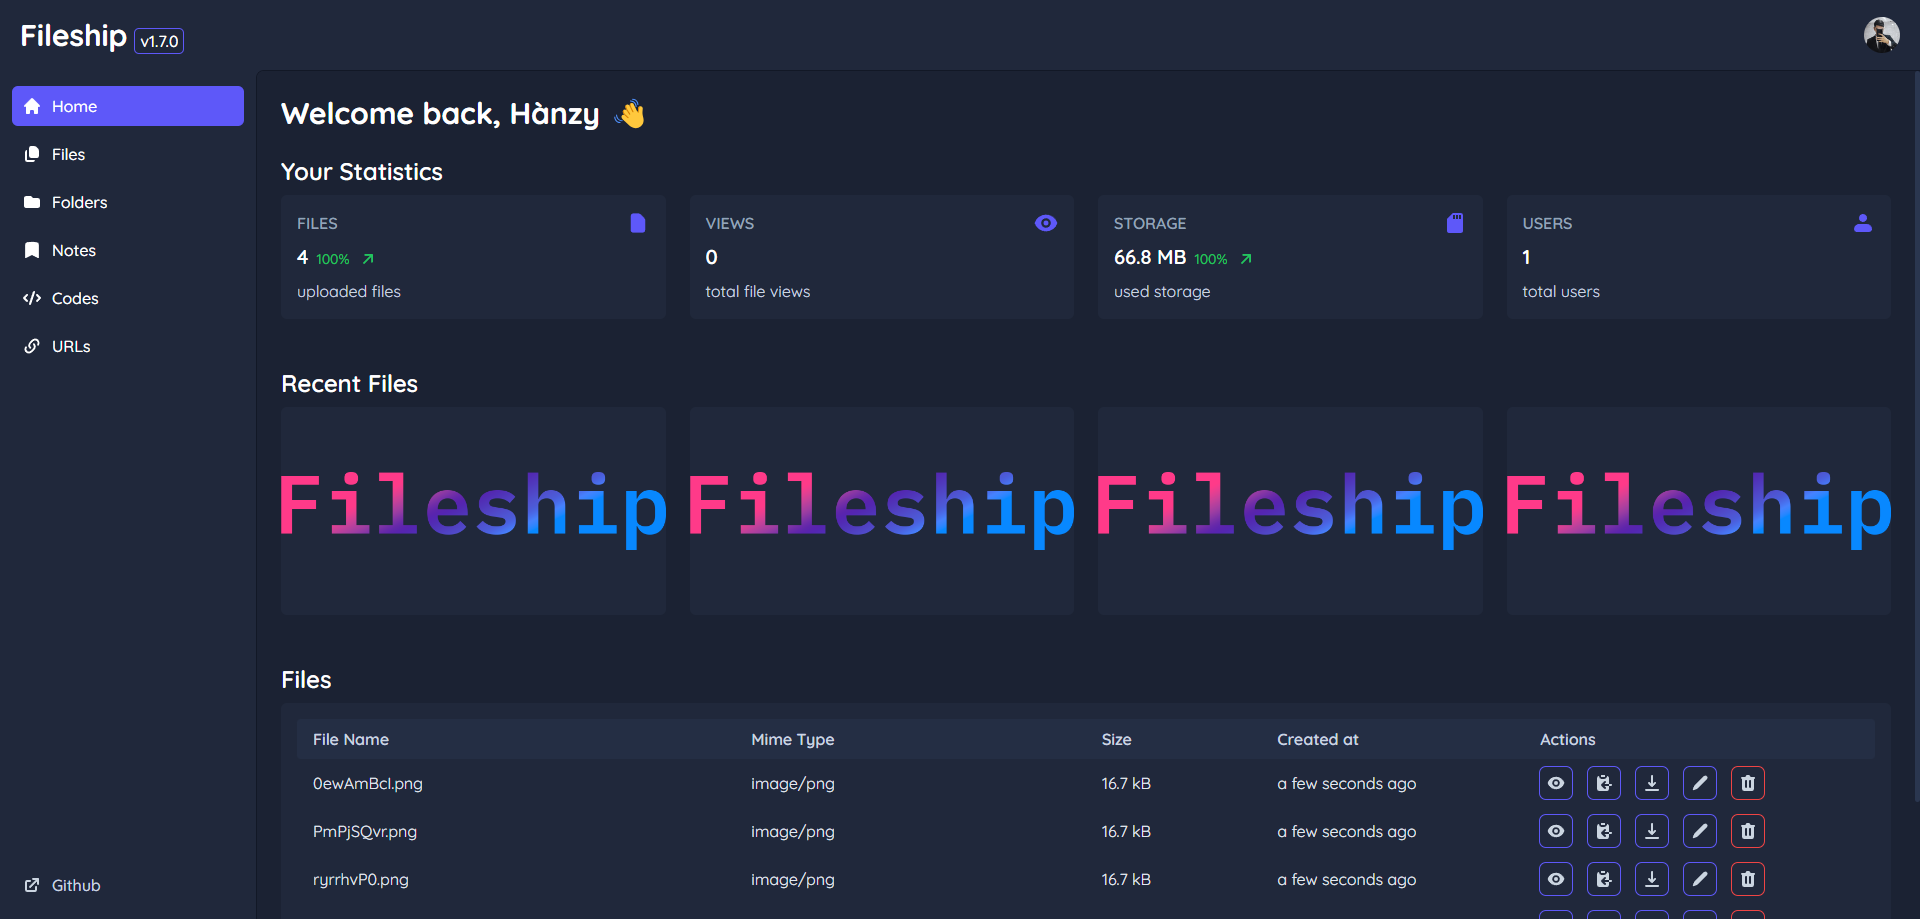 Fileship v1.7.0
Home
Files
Folders
Notes
Codes
URLs
Github
Welcome back, Hànzy 👋
Your Statistics
FILES
4 100%
uploaded files
VIEWS
0
total file views
STORAGE
66.8 MB 100%
used storage
USERS
1
total users
Recent Files
Fileship Fileship Fileship Fileship
Files
File Name Mime Type Size Created at Actions
0ewAmBcI.png image/png 16.7 kB a few seconds ago
PmPjSQvr.png image/png 16.7 kB a few seconds ago
ryrrhvP0.png image/png 16.7 kB a few seconds ago